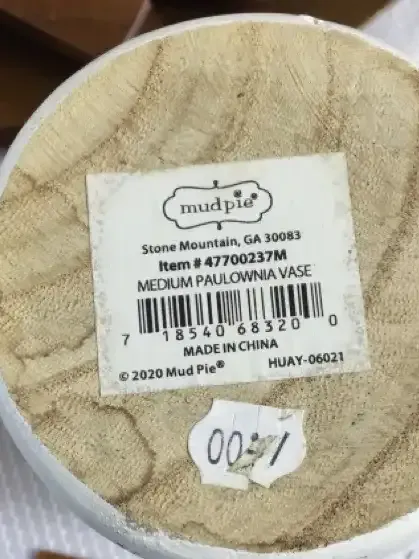 mudpie®
Stone Mountain, GA 30083
Item # 47700237M
MEDIUM PAULOWNIA VASE
7 18540 68320 0
MADE IN CHINA
© 2020 Mud Pie® HUAY-06021